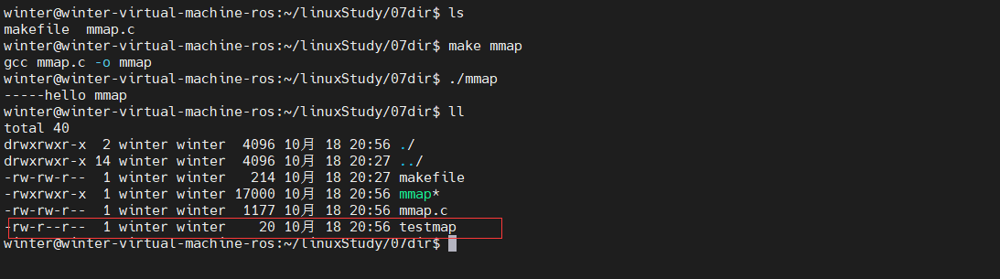 winter@winter-virtual-machine-ros:~/linuxStudy/07dir$ ls
makefile  mmap.c
winter@winter-virtual-machine-ros:~/linuxStudy/07dir$ make mmap
gcc mmap.c -o mmap
winter@winter-virtual-machine-ros:~/linuxStudy/07dir$ ./mmap
-----hello mmap
winter@winter-virtual-machine-ros:~/linuxStudy/07dir$ ll
total 40
drwxrwxr-x  2 winter winter  4096 10月 18 20:56 ./
drwxrwxr-x 14 winter winter  4096 10月 18 20:27 ../
-rw-rw-r--  1 winter winter   214 10月 18 20:27 makefile
-rwxrwxr-x  1 winter winter 17000 10月 18 20:56 mmap*
-rw-rw-r--  1 winter winter  1177 10月 18 20:56 mmap.c
-rw-r--r--  1 winter winter    20 10月 18 20:56 testmap
winter@winter-virtual-machine-ros:~/linuxStudy/07dir$